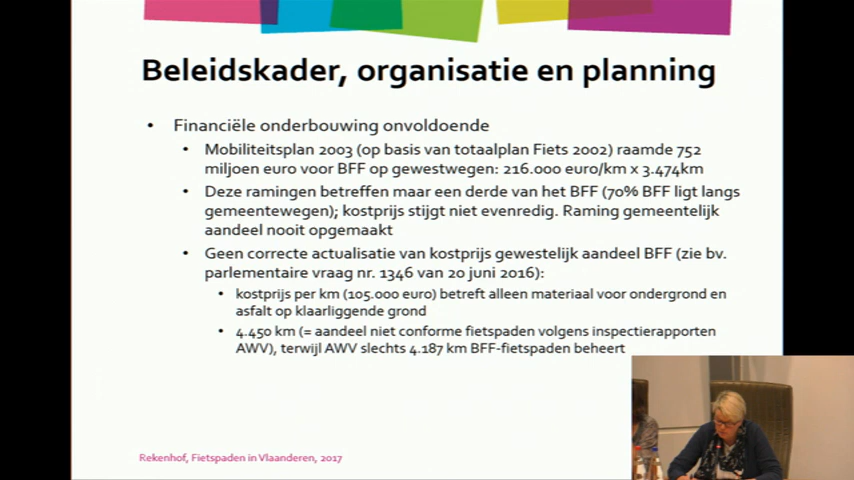 Beleidskader, organisatie en planning
• Financiële onderbouwing onvoldoende
• Mobiliteitsplan 2003 (op basis van totaalplan Fiets 2002) raamde 752
miljoen euro voor BFF op gewestwegen: 216.000 euro/km x 3.474km
• Deze ramingen betreffen maar een derde van het BFF (70% BFF ligt langs
gemeentewegen); kostprijs stijgt niet evenredig. Raming gemeentelijk
aandeel nooit opgemaakt
• Geen correcte actualisatie van kostprijs gewestelijk aandeel BFF (zie bv.
parlementaire vraag nr. 1346 van 20 juni 2016):
• kostprijs per km (105.000 euro) betreft alleen materiaal voor ondergrond en
asfalt op klaarliggende grond
• 4.450 km (= aandeel niet conforme fietspaden volgens inspectierapporten
AWV), terwijl AWV slechts 4.187 km BFF-fietspaden beheert
Rekenhof, Fietspaden in Vlaanderen, 2017